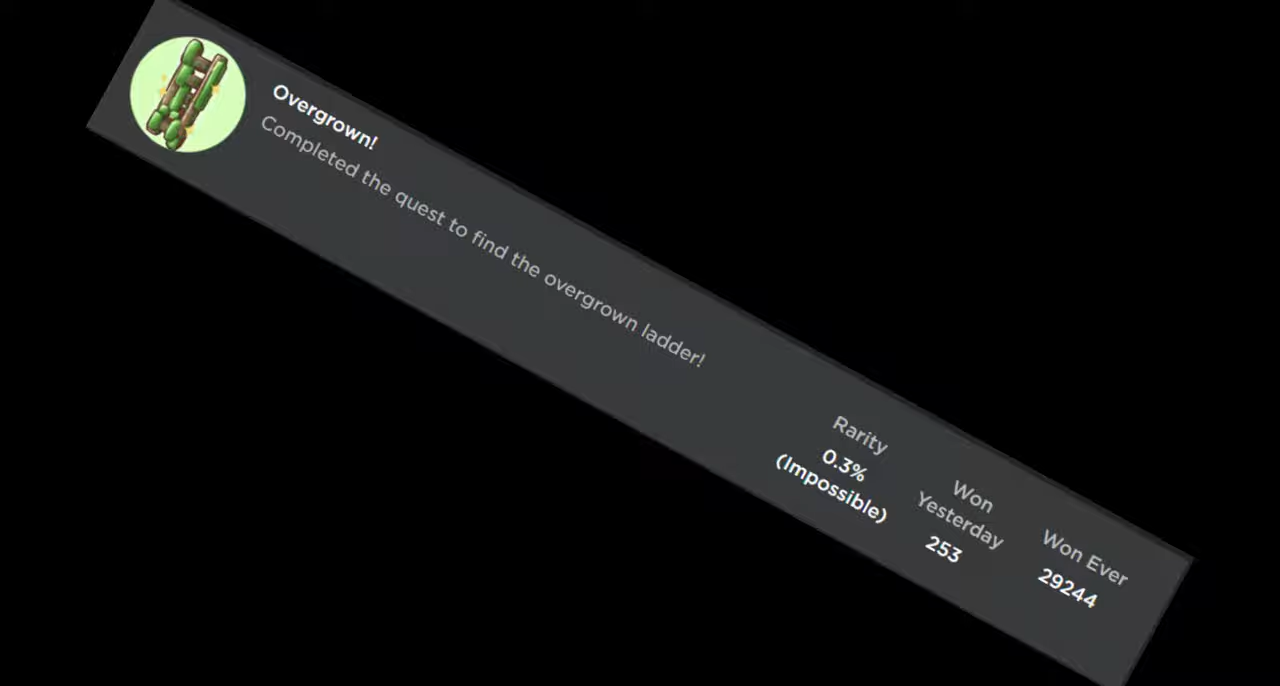 Overgrown!
Completed the quest to find the overgrown ladder!
Rarity
0.3%
(Impossible)
Won
Yesterday
253
Won Ever
29244